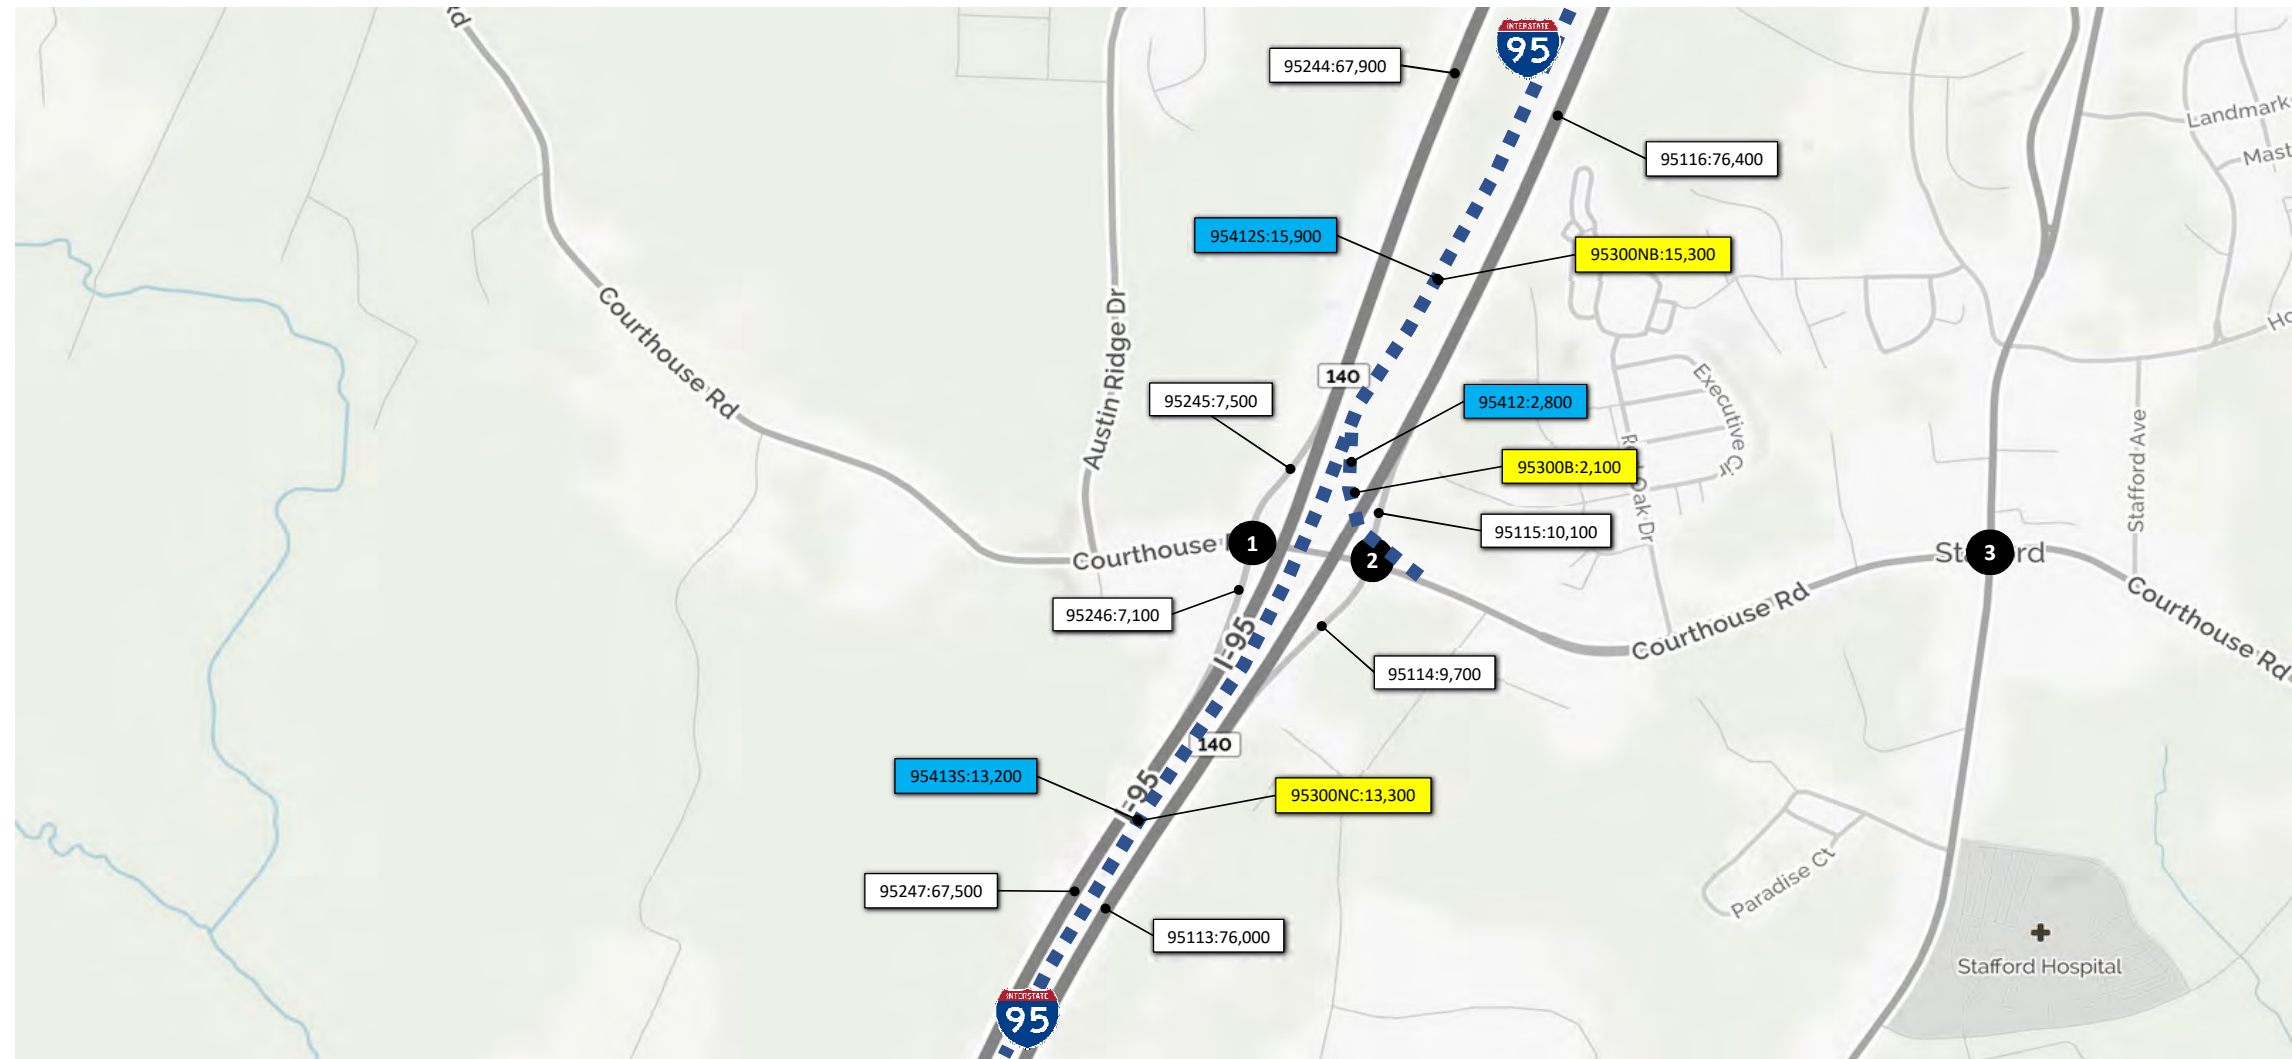 Rd
INTERSTATE
95
95244:67,900
95116:76,400
Landmark
Mast
95412S:15,900
95300NB:15,300
Courthouse Rd
Austin Ridge Dr
140
95245:7,500
95412:2,800
Executive Cir
Stafford Ave
95300B:2,100
Oak Dr
95115:10,100
Courthouse
1
2
3
Courthouse Rd
Courthouse Rd
95246:7,100
I-95
95114:9,700
140
95413S:13,200
I-95
95300NC:13,300
95247:67,500
95113:76,000
Paradise Ct
Stafford Hospital
INTERSTATE
95